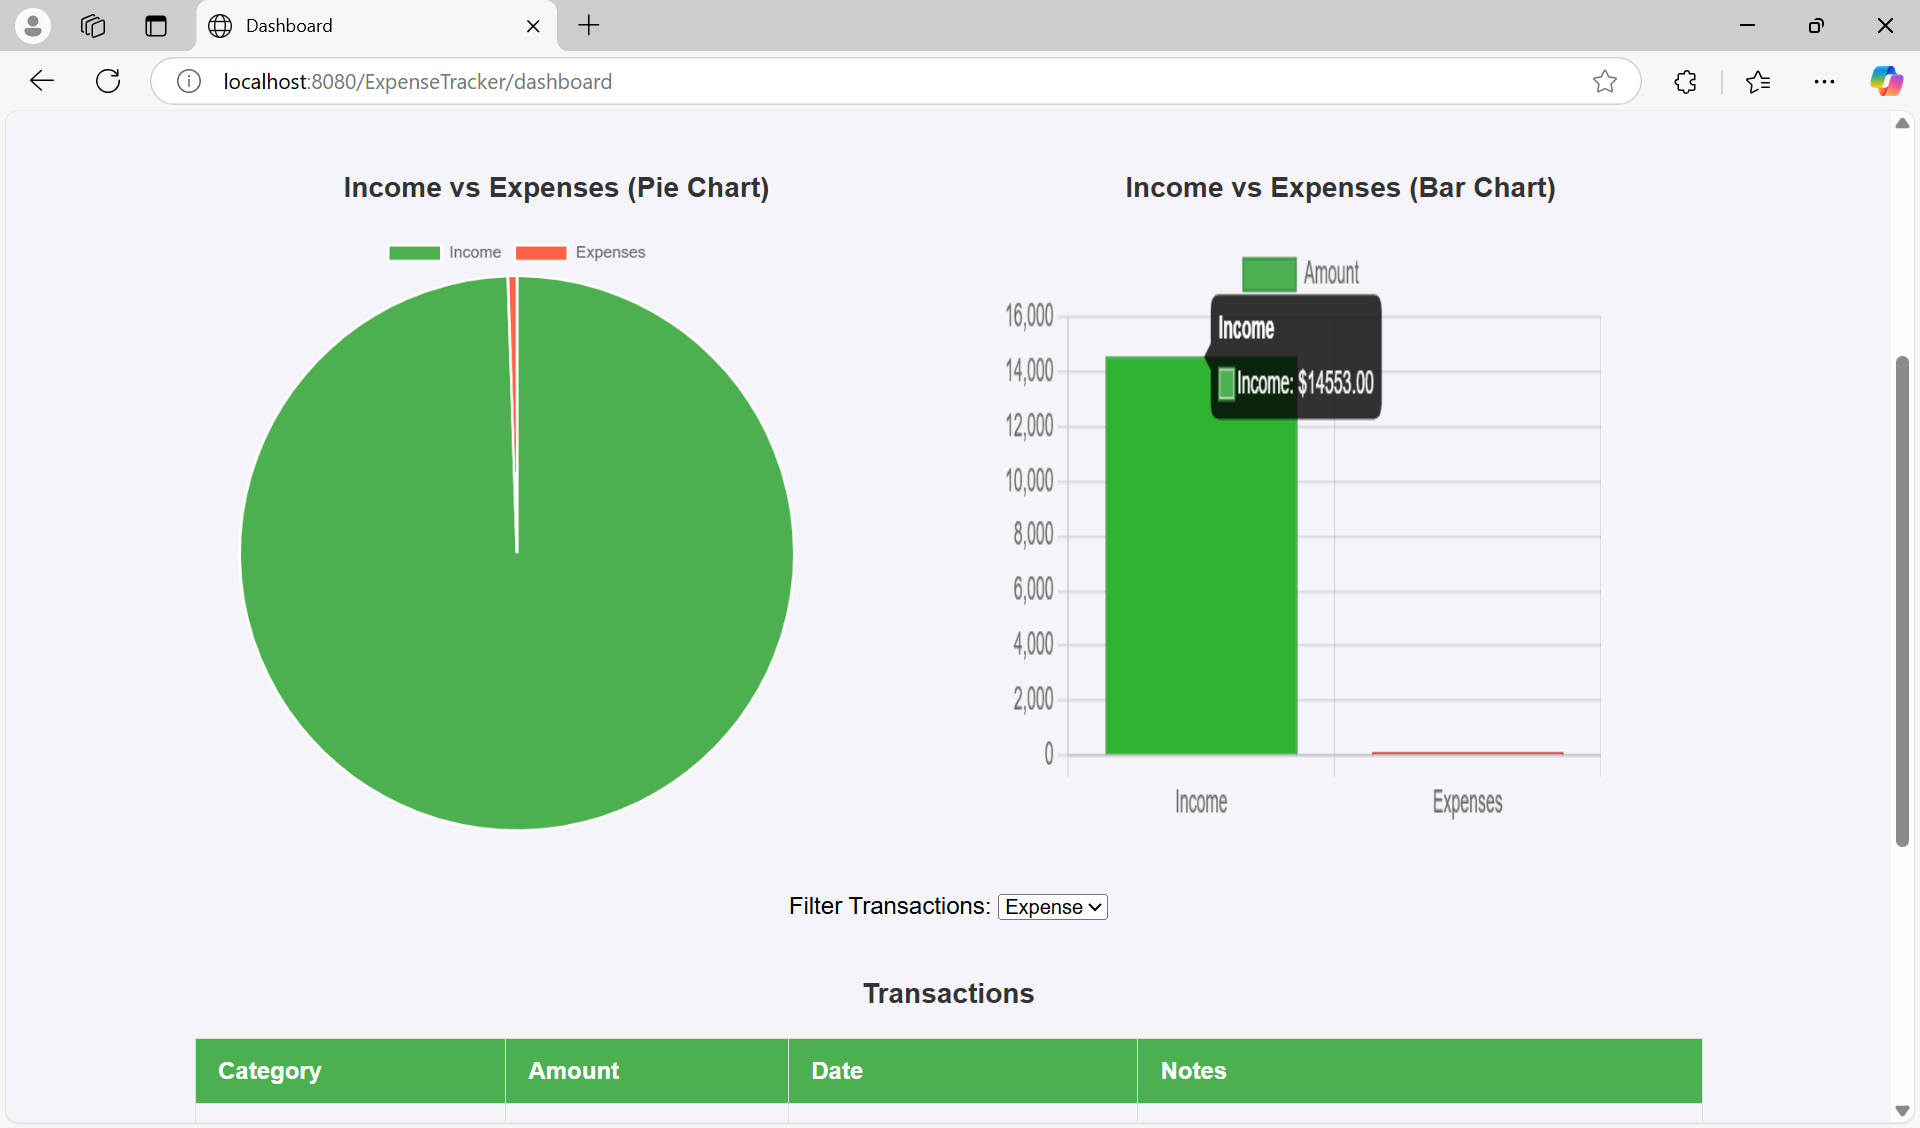 Dashboard
localhost:8080/ExpenseTracker/dashboard
Income vs Expenses (Pie Chart)
Income Expenses
Income vs Expenses (Bar Chart)
Amount
16,000
14,000
12,000
10,000
8,000
6,000
4,000
2,000
0
Income
Income: $14553.00
Income Expenses
Filter Transactions: Expense
Transactions
Category Amount Date Notes